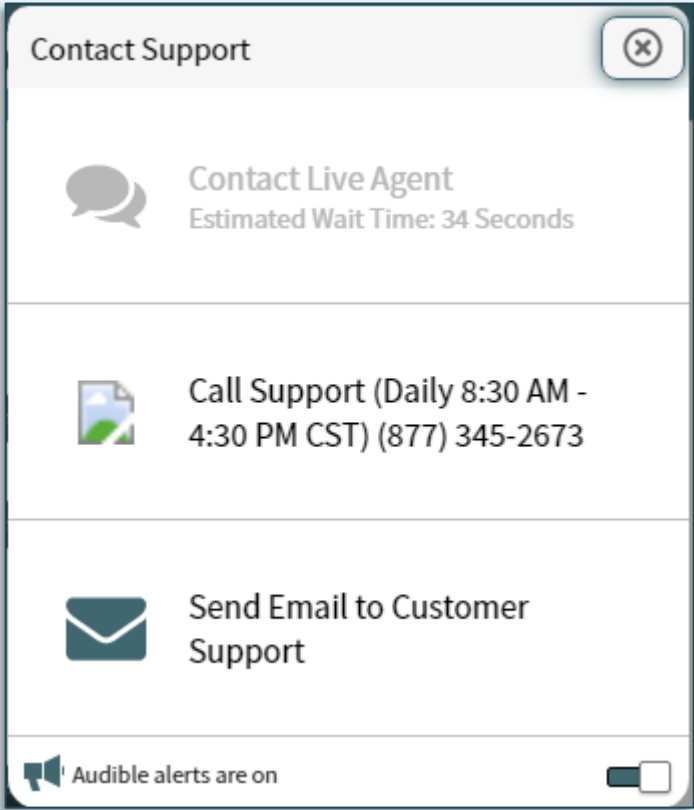 Contact Support
Contact Live Agent
Estimated Wait Time: 34 Seconds
Call Support (Daily 8:30 AM -
4:30 PM CST) (877) 345-2673
Send Email to Customer
Support
Audible alerts are on